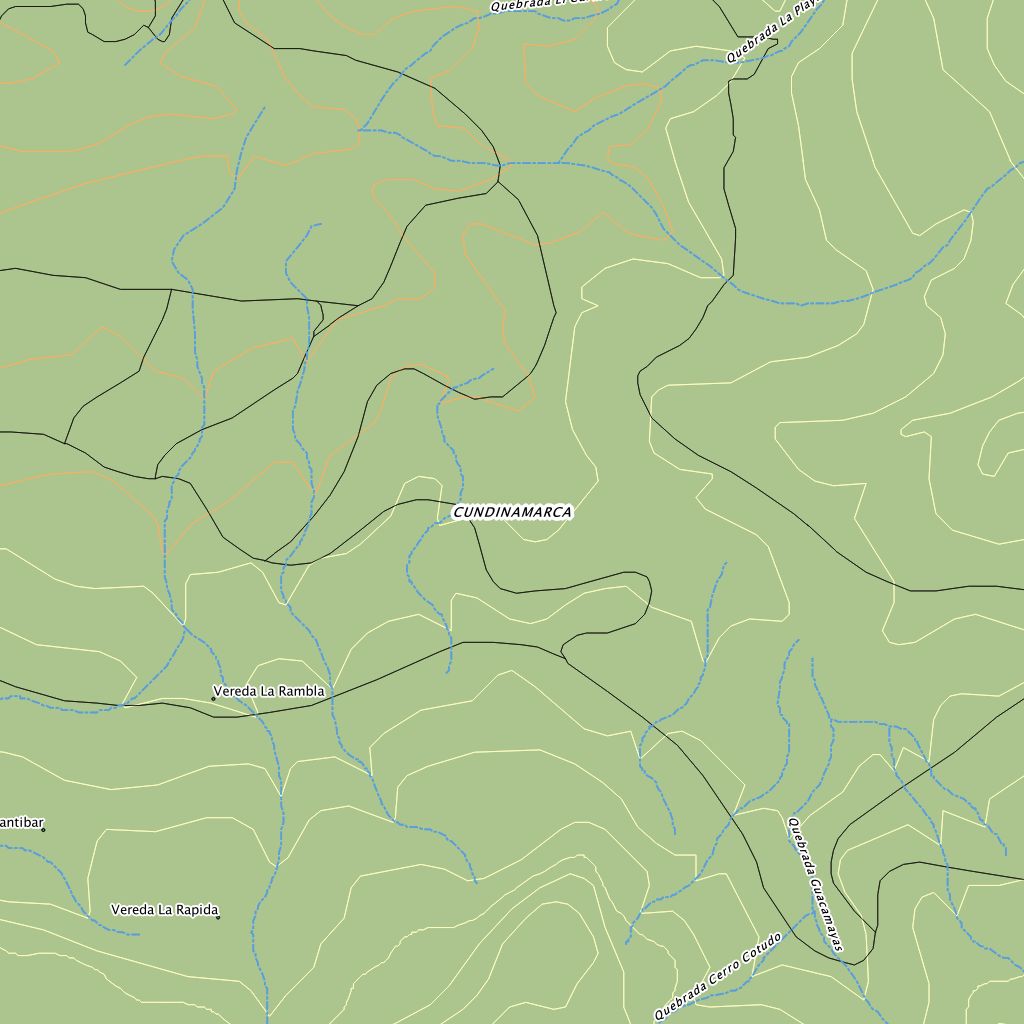 Quebrada La Playa
CUNDINAMARCA
Vereda La Rambla
antibar
Quebrada Guacamayas
Vereda La Rapida
Quebrada Cerro Cotudo